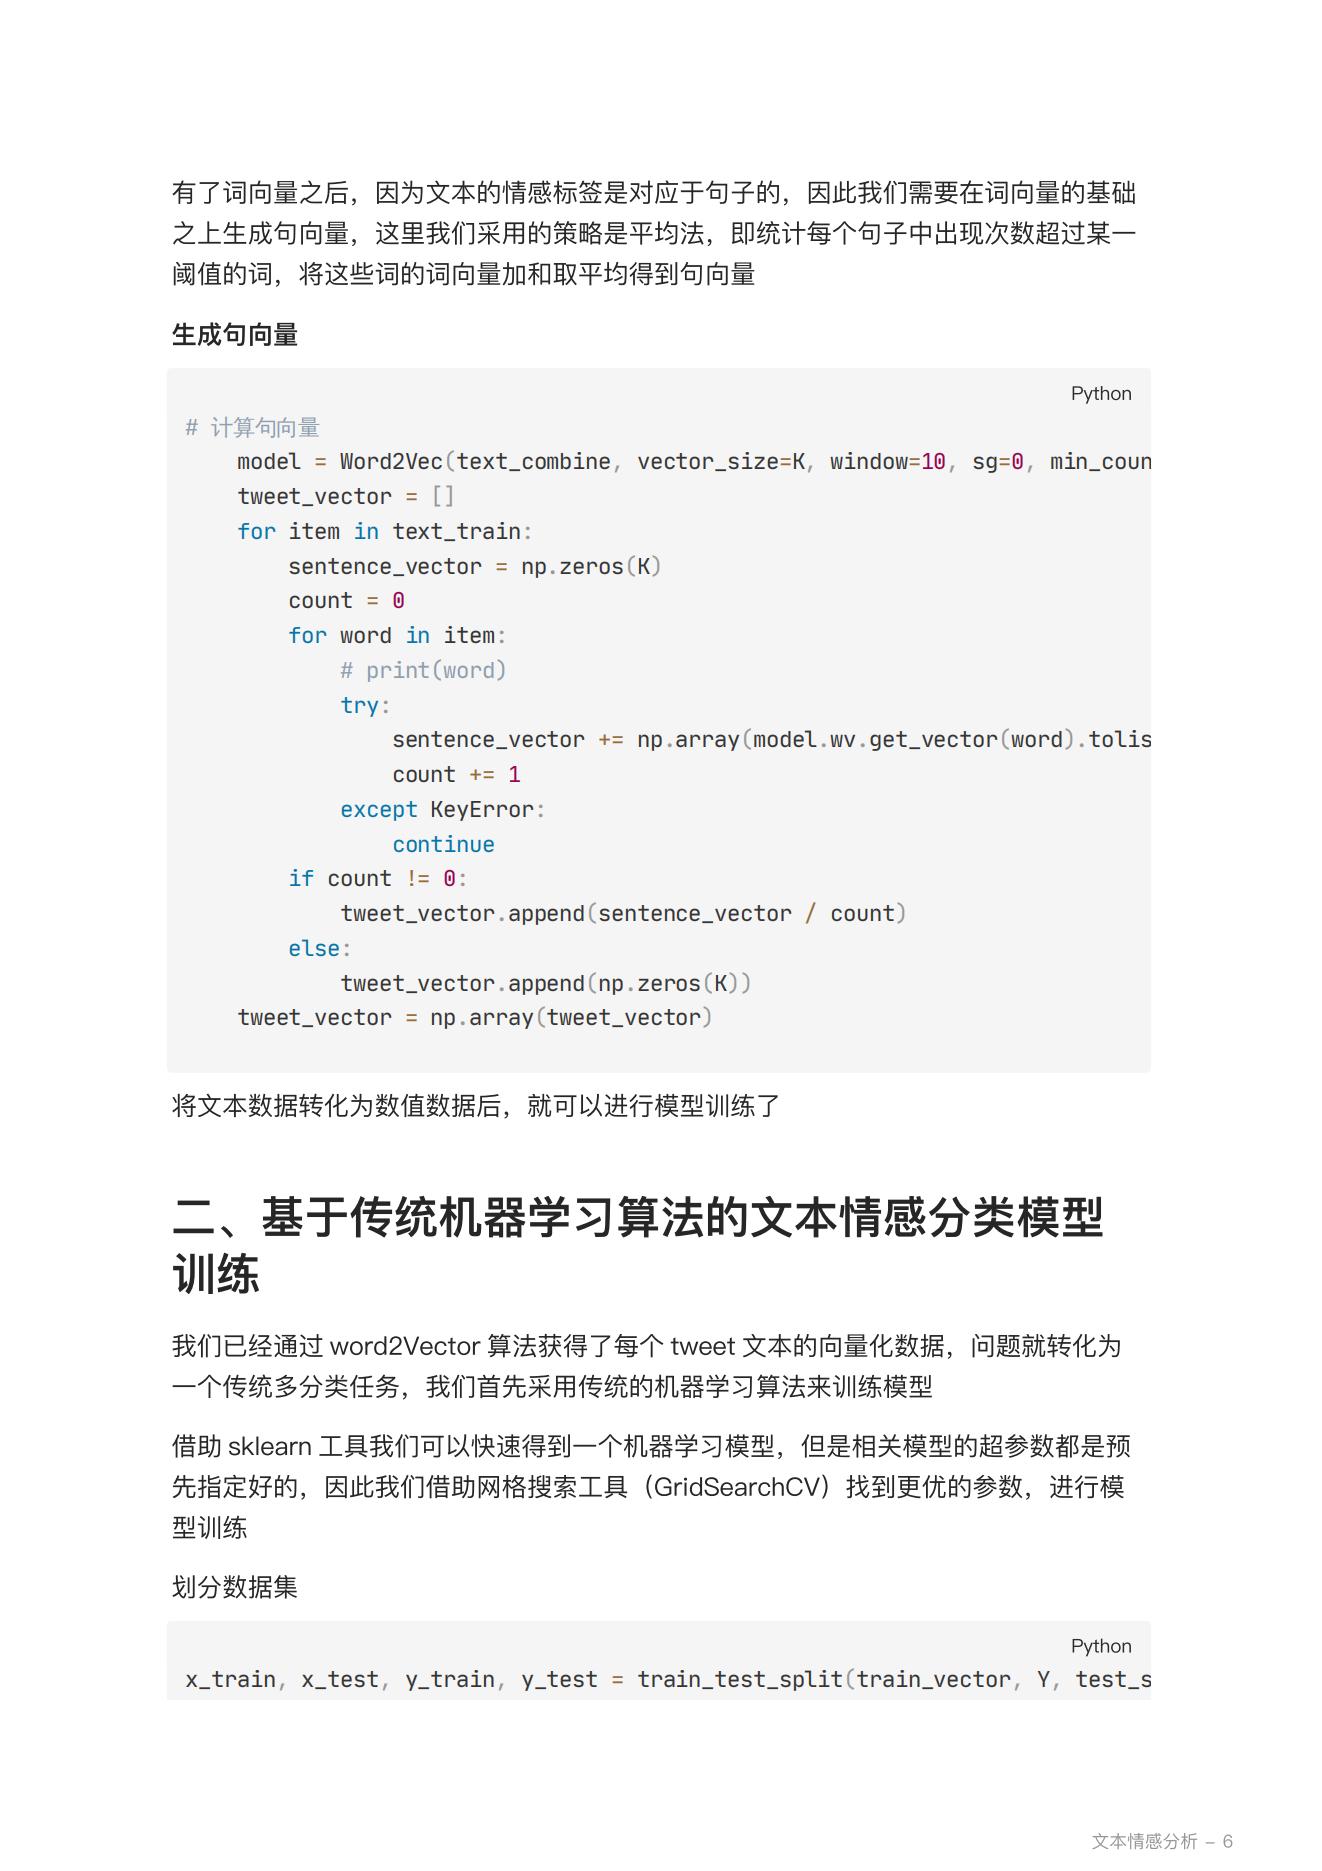 有了词向量之后，因为文本的情感标签是对应于句子的，因此我们需要在词向量的基础
之上生成句向量，这里我们采用的策略是平均法，即统计每个句子中出现次数超过某一
阈值的词，将这些词的词向量加和取平均得到句向量
生成句向量
Python
# 计算句向量
    model = Word2Vec(text_combine, vector_size=K, window=10, sg=0, min_coun
    tweet_vector = []
    for item in text_train:
        sentence_vector = np.zeros(K)
        count = 0
        for word in item:
            # print(word)
            try:
                sentence_vector += np.array(model.wv.get_vector(word).tolis
                count += 1
            except KeyError:
                continue
        if count != 0:
            tweet_vector.append(sentence_vector / count)
        else:
            tweet_vector.append(np.zeros(K))
    tweet_vector = np.array(tweet_vector)
将文本数据转化为数值数据后，就可以进行模型训练了
二、基于传统机器学习算法的文本情感分类模型
训练
我们已经通过 word2Vector 算法获得了每个 tweet 文本的向量化数据，问题就转化为
一个传统多分类任务，我们首先采用传统的机器学习算法来训练模型
借助 sklearn 工具我们可以快速得到一个机器学习模型，但是相关模型的超参数都是预
先指定好的，因此我们借助网格搜索工具（GridSearchCV）找到更优的参数，进行模
型训练
划分数据集
Python
x_train, x_test, y_train, y_test = train_test_split(train_vector, Y, test_s
文本情感分析 – 6